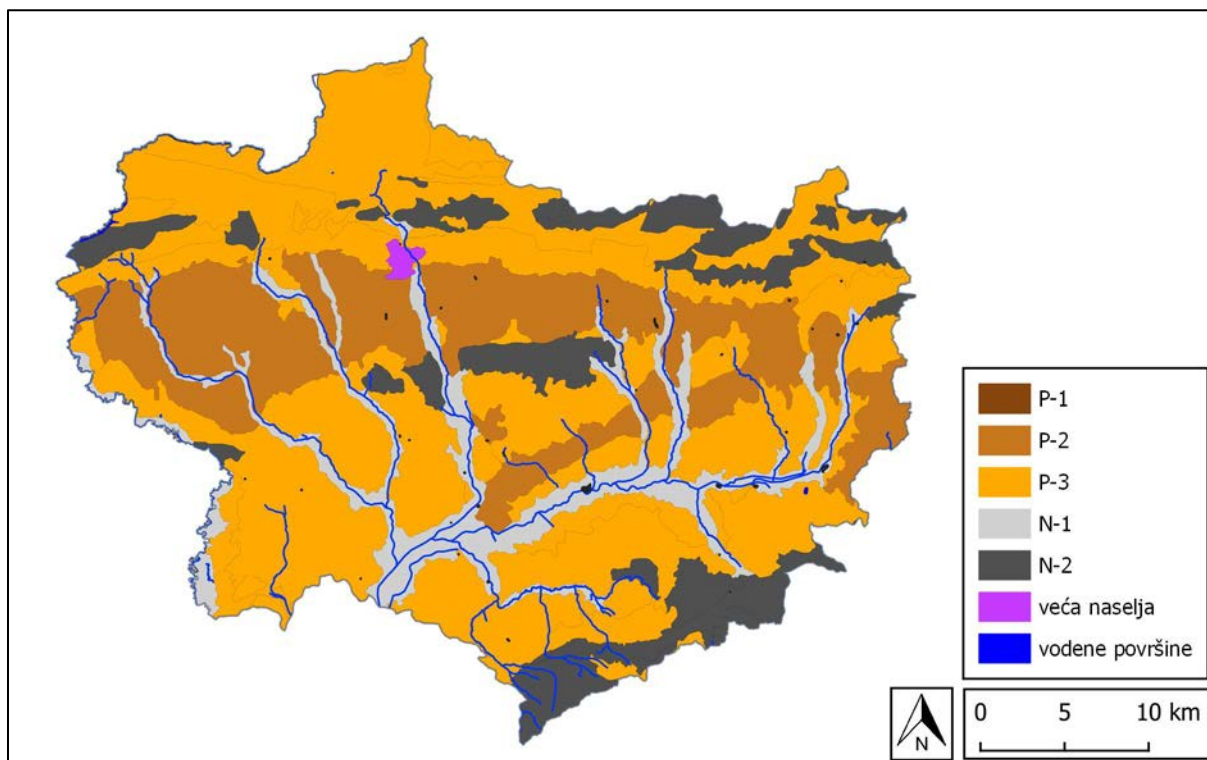 P-1
P-2
P-3
N-1
N-2
veća naselja
vodene površine
N
0 5 10 km